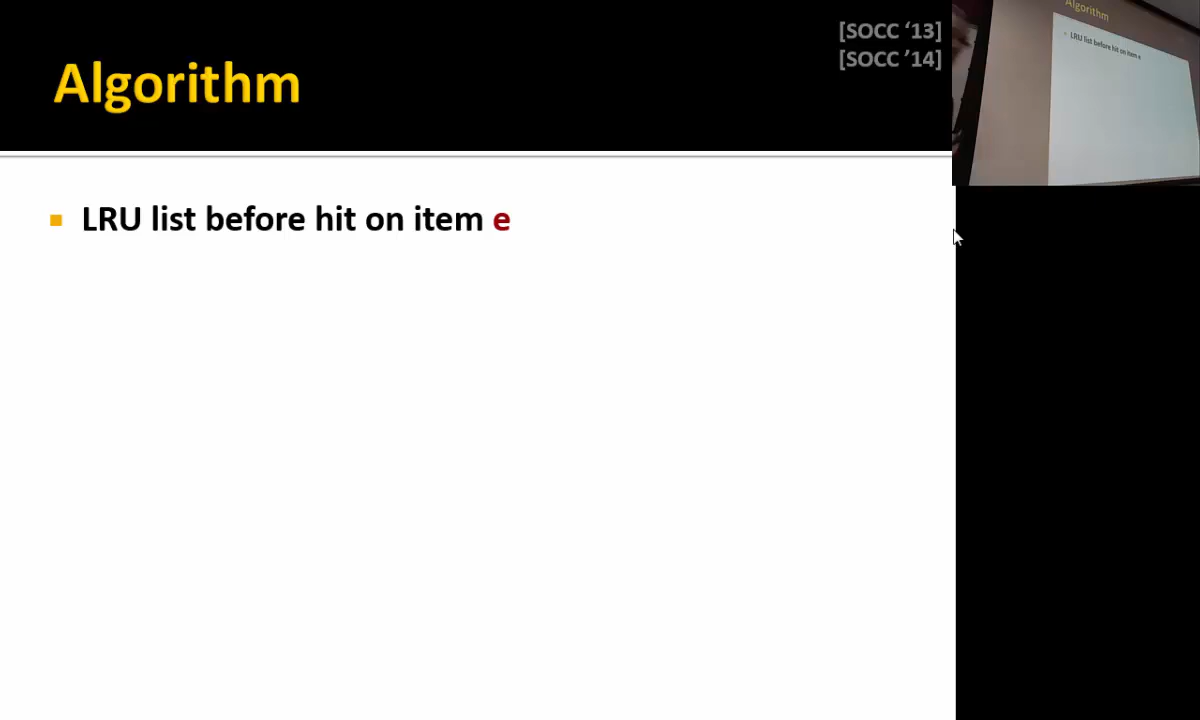 [SOCC ‘13]
[SOCC ’14]
Algorithm
LRU list before hit on item e
Algorithm
LRU list before hit on item e